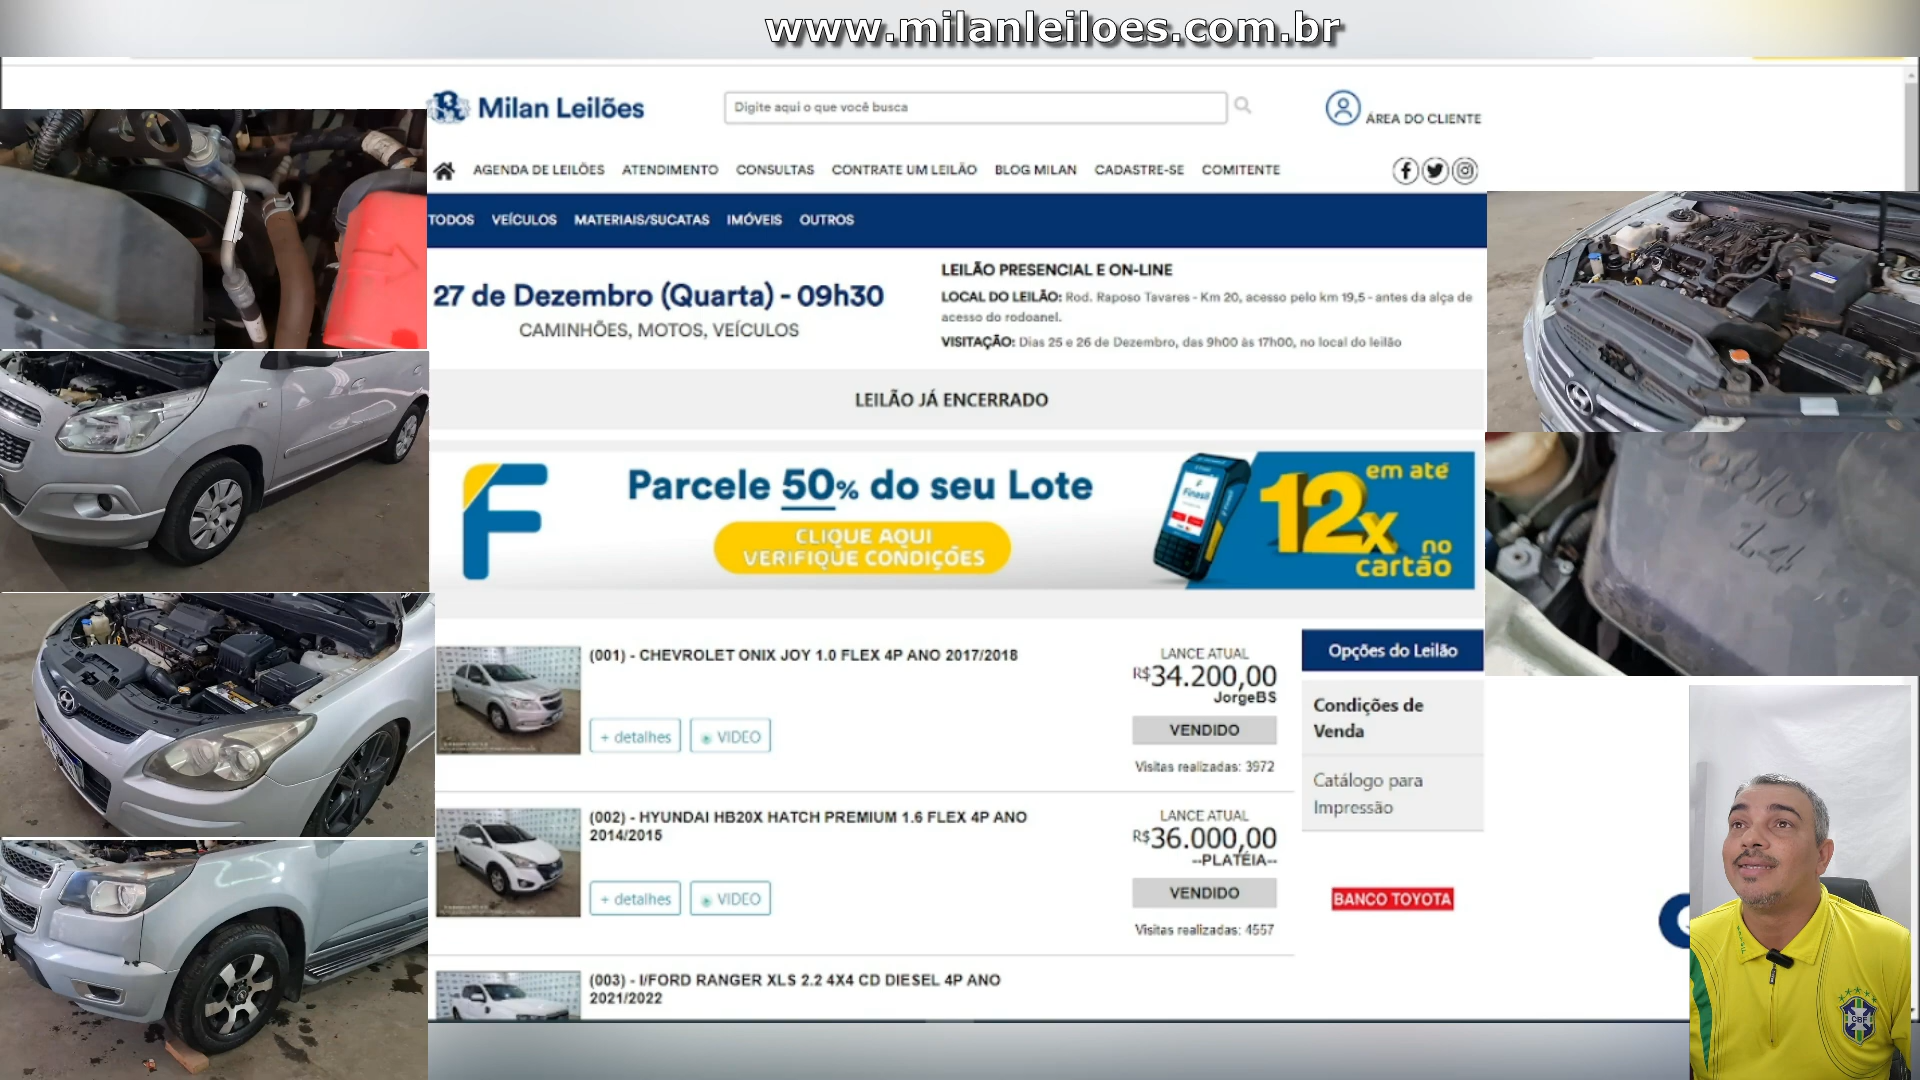 www.milanleiloes.com.br
Milan Leilões
Digite aqui o que você busca
ÁREA DO CLIENTE
AGENDA DE LEILÕES ATENDIMENTO CONSULTAS CONTRATE UM LEILÃO BLOG MILAN CADASTRE-SE COMITENTE
TODOS VEÍCULOS MATERIAIS/SUCATAS IMÓVEIS OUTROS
27 de Dezembro (Quarta) - 09h30
CAMINHÕES, MOTOS, VEÍCULOS
LEILÃO PRESENCIAL E ON-LINE
LOCAL DO LEILÃO: Rod. Raposo Tavares - Km 20, acesso pelo km 19,5 - antes da alça de
acesso do rodoanel.
VISITAÇÃO: Dias 25 e 26 de Dezembro, das 9h00 às 17h00, no local do leilão
LEILÃO JÁ ENCERRADO
F
Parcele 50% do seu Lote
CLIQUE AQUI
VERIFIQUE CONDIÇÕES
Finasil
em até
12x
no
cartão
Doblò
1.4
(001) - CHEVROLET ONIX JOY 1.0 FLEX 4P ANO 2017/2018
+ detalhes VIDEO
LANCE ATUAL
R$34.200,00
JorgeBS
VENDIDO
Visitas realizadas: 3972
(002) - HYUNDAI HB20X HATCH PREMIUM 1.6 FLEX 4P ANO
2014/2015
+ detalhes VIDEO
LANCE ATUAL
R$36.000,00
--PLATÉIA--
VENDIDO
Visitas realizadas: 4557
(003) - I/FORD RANGER XLS 2.2 4X4 CD DIESEL 4P ANO
2021/2022
Opções do Leilão
Condições de
Venda
Catálogo para
Impressão
BANCO TOYOTA
BRASIL
CBF